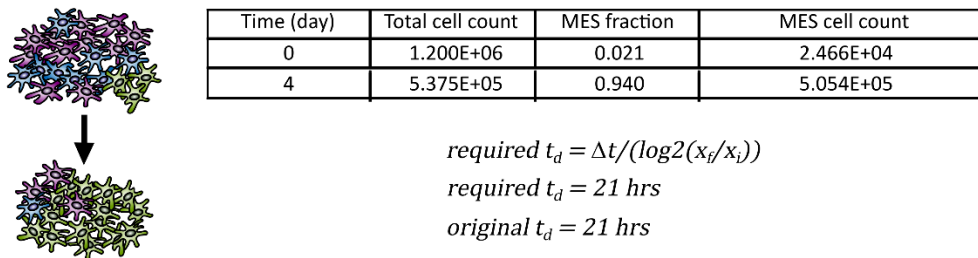 Time (day) Total cell count MES fraction MES cell count
0 1.200E+06 0.021 2.466E+04
4 5.375E+05 0.940 5.054E+05
required t_d = Δt/(log2(x_f/x_i))
required t_d = 21 hrs
original t_d = 21 hrs